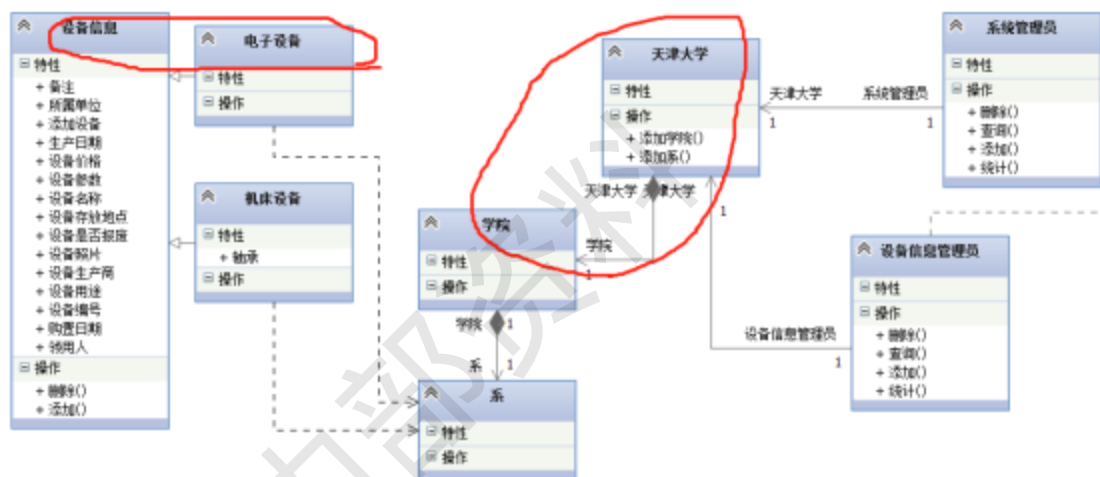 设备信息
特性
+ 备注
+ 所属单位
+ 添加设备
+ 生产日期
+ 设备价格
+ 设备参数
+ 设备名称
+ 设备存放地点
+ 设备是否报废
+ 设备照片
+ 设备生产商
+ 设备用途
+ 设备编号
+ 购置日期
+ 领用人
操作
+ 删除()
+ 添加()
电子设备
特性
操作
机床设备
特性
+ 轴承
操作
天津大学
特性
操作
+ 添加学院()
+ 添加系()
天津大学
天津大学
1
学院
1
学院
特性
操作
学院
1
系
1
系
特性
操作
天津大学
1
系统管理员
1
系统管理员
特性
操作
+ 删除()
+ 查询()
+ 添加()
+ 统计()
1
设备信息管理员
1
设备信息管理员
特性
操作
+ 删除()
+ 查询()
+ 添加()
+ 统计()
内部资料